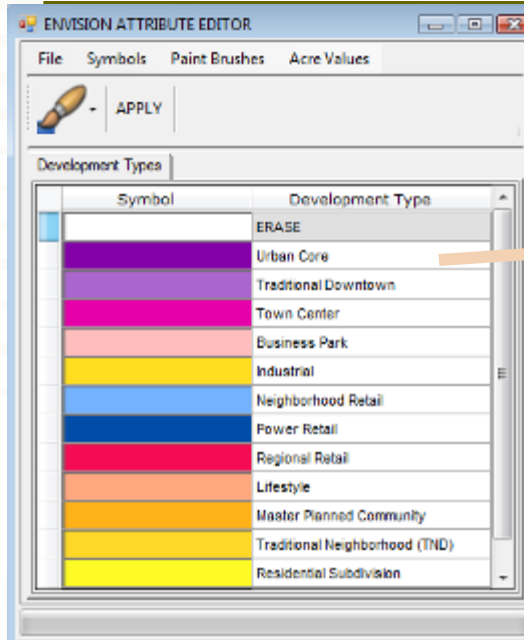 ENVISION ATTRIBUTE EDITOR
File Symbols Paint Brushes Acre Values
APPLY
Development Types
Symbol Development Type
ERASE
Urban Core
Traditional Downtown
Town Center
Business Park
Industrial
Neighborhood Retail
Power Retail
Regional Retail
Lifestyle
Master Planned Community
Traditional Neighborhood (TND)
Residential Subdivision